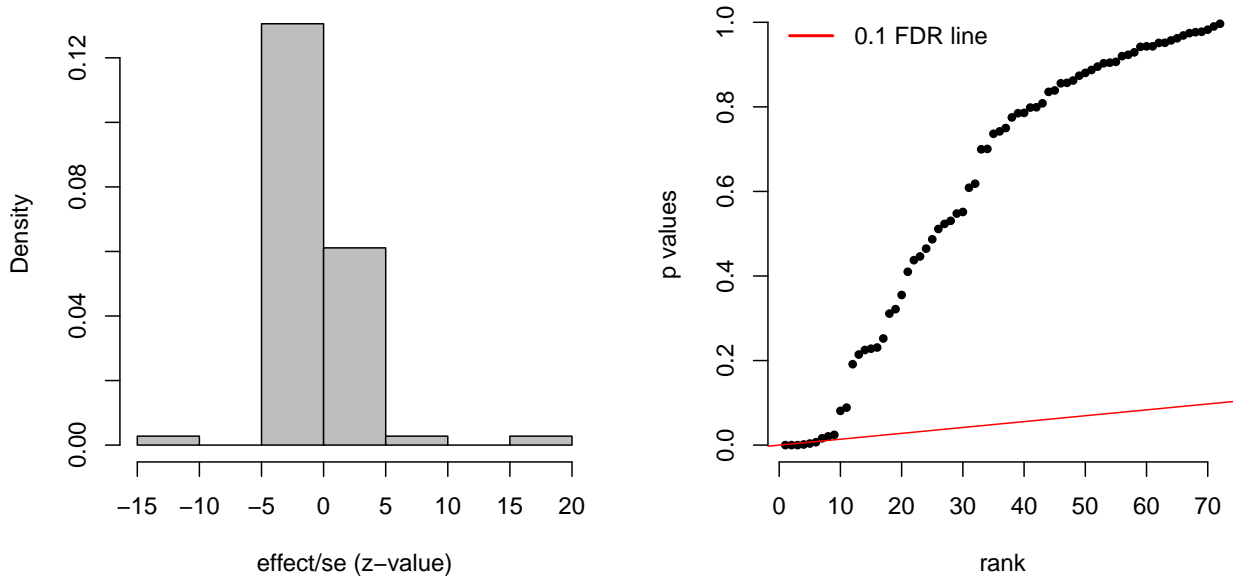 Density
0.00 0.04 0.08 0.12
−15 −10 −5 0 5 10 15 20
effect/se (z−value)
0.1 FDR line
p values
0.0 0.2 0.4 0.6 0.8 1.0
0 10 20 30 40 50 60 70
rank